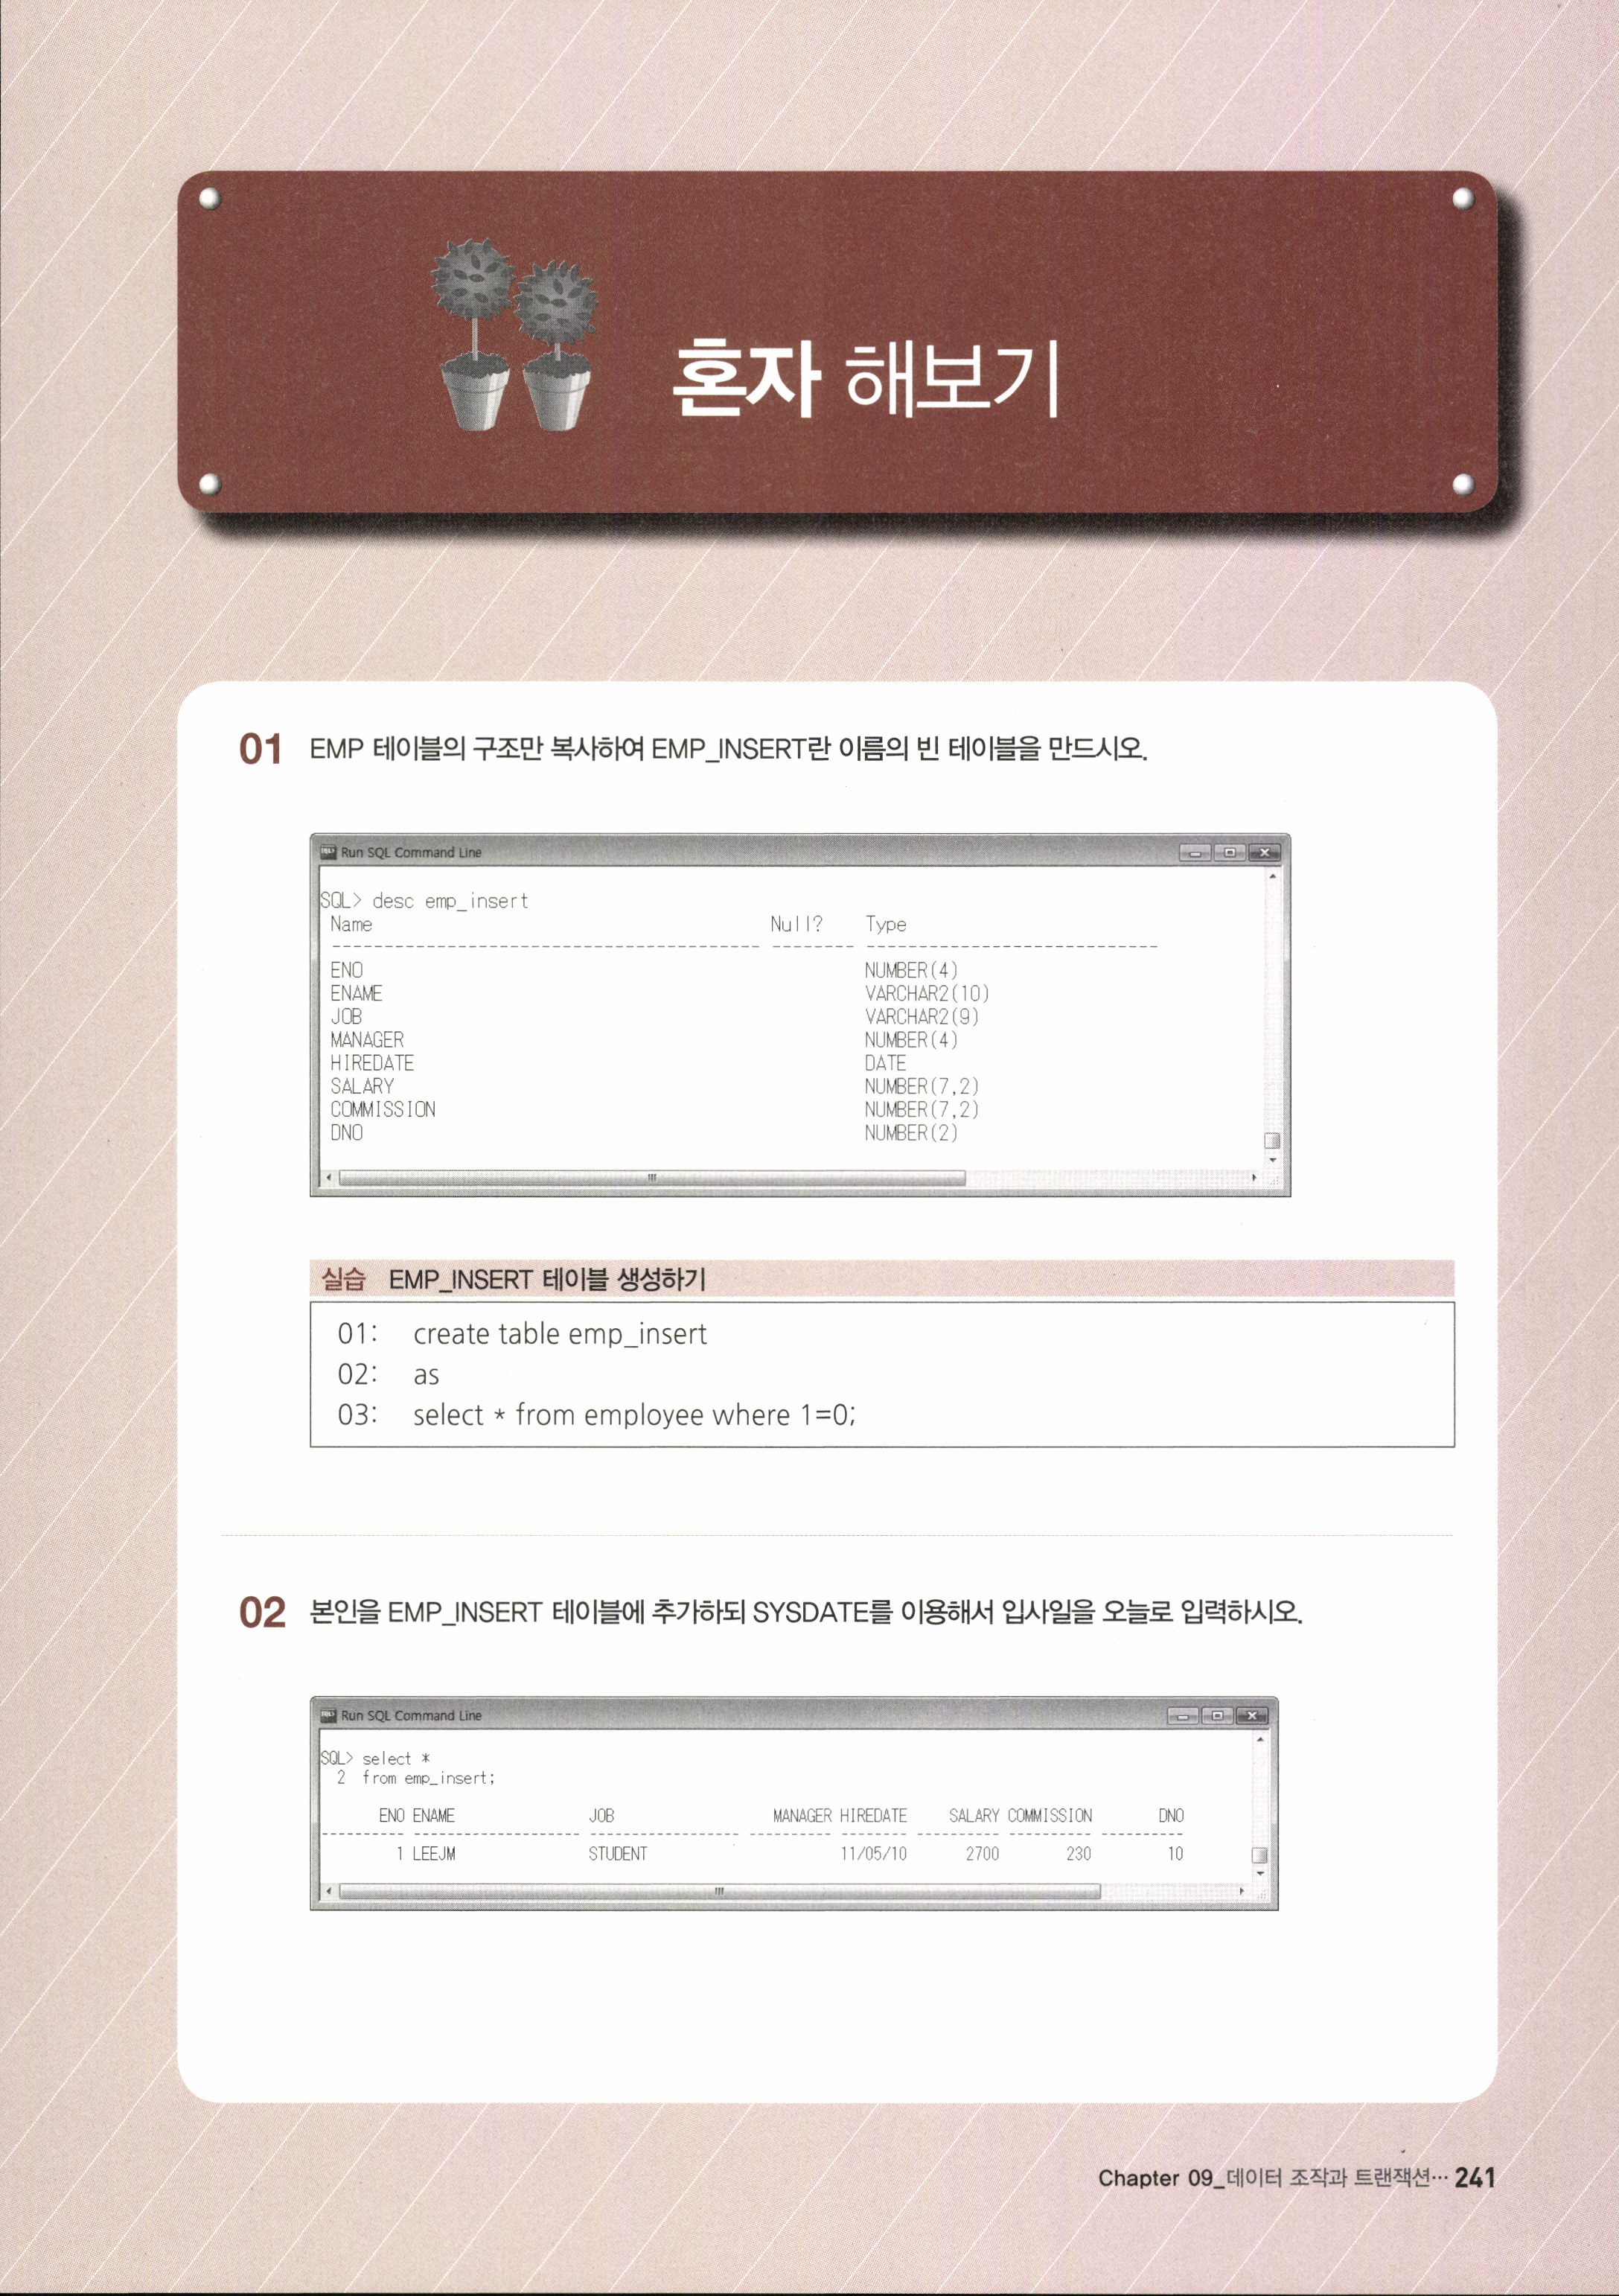 혼자 해보기
01 EMP 테이블의 구조만 복사하여 EMP_INSERT란 이름의 빈 테이블을 만드시오.
Run SQL Command Line
SQL> desc emp_insert
Name Null? Type
----------------------------------------- -------- ----------------------------
ENO NUMBER(4)
ENAME VARCHAR2(10)
JOB VARCHAR2(9)
MANAGER NUMBER(4)
HIREDATE DATE
SALARY NUMBER(7,2)
COMMISSION NUMBER(7,2)
DNO NUMBER(2)
실습 EMP_INSERT 테이블 생성하기
01: create table emp_insert
02: as
03: select * from employee where 1=0;
02 본인을 EMP_INSERT 테이블에 추가하되 SYSDATE를 이용해서 입사일을 오늘로 입력하시오.
Run SQL Command Line
SQL> select *
2 from emp_insert;
ENO ENAME JOB MANAGER HIREDATE SALARY COMMISSION DNO
---------- -------------------- ------------------ ---------- -------- ---------- ---------- ----------
1 LEEJM STUDENT 11/05/10 2700 230 10
Chapter 09_데이터 조작과 트랜잭션… 241